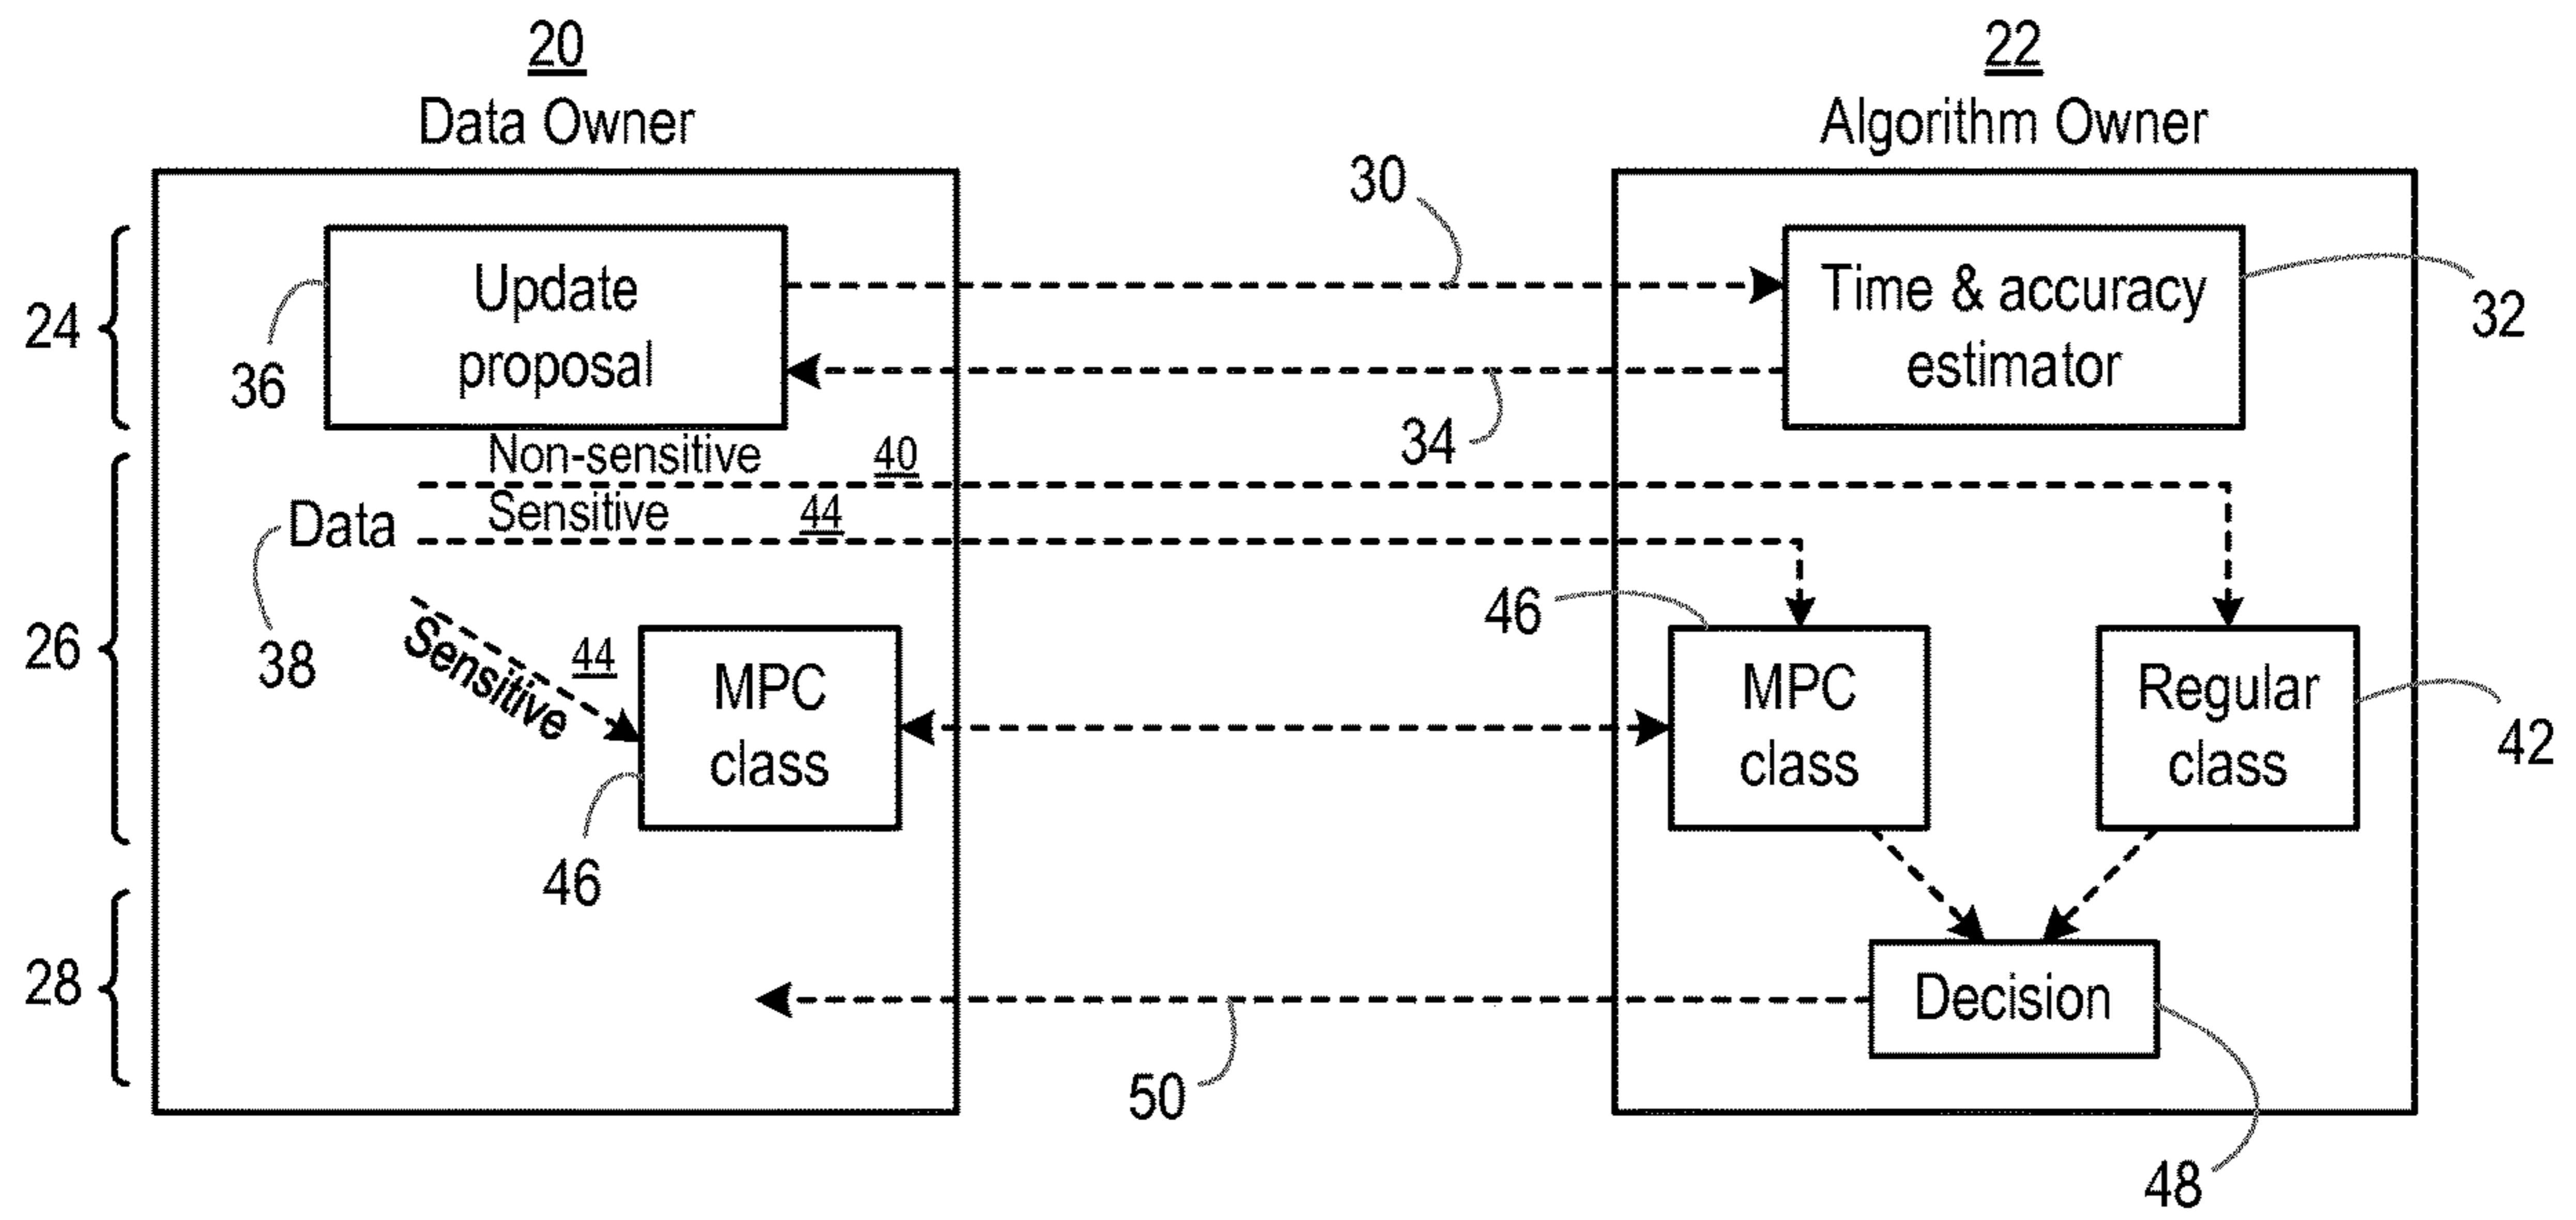 20
Data Owner
22
Algorithm Owner
30
24
36
Update
proposal
Time & accuracy
estimator
32
34
Non-sensitive 40
Sensitive 44
Data
38
26
Sensitive
44
MPC
class
46
46
MPC
class
Regular
class
42
28
Decision
50
48